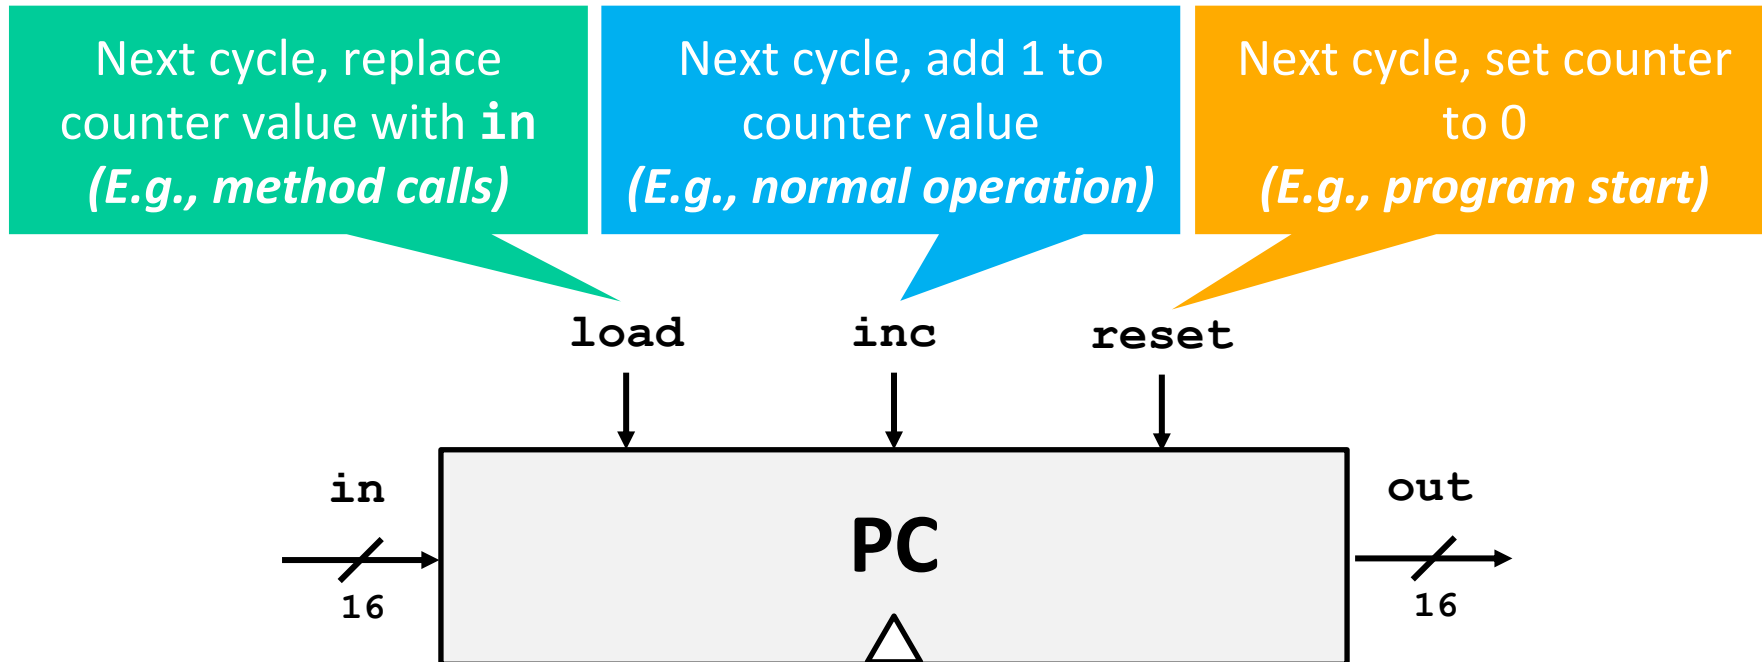 Next cycle, replace
counter value with in
(E.g., method calls)
Next cycle, add 1 to
counter value
(E.g., normal operation)
Next cycle, set counter
to 0
(E.g., program start)
load
inc
reset
in
16
PC
out
16